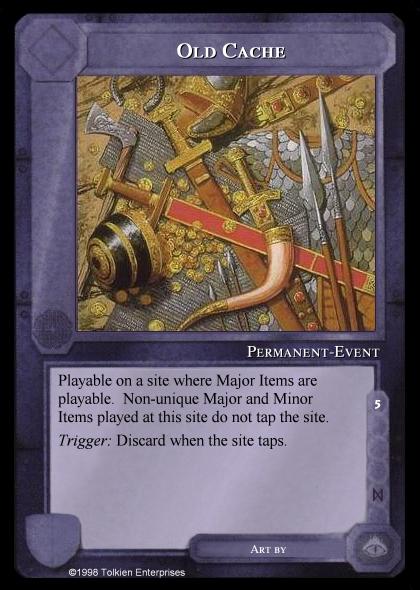 OLD CACHE
PERMANENT-EVENT
Playable on a site where Major Items are
playable. Non-unique Major and Minor
Items played at this site do not tap the site.
Trigger: Discard when the site taps.
5
ART BY
©1998 Tolkien Enterprises